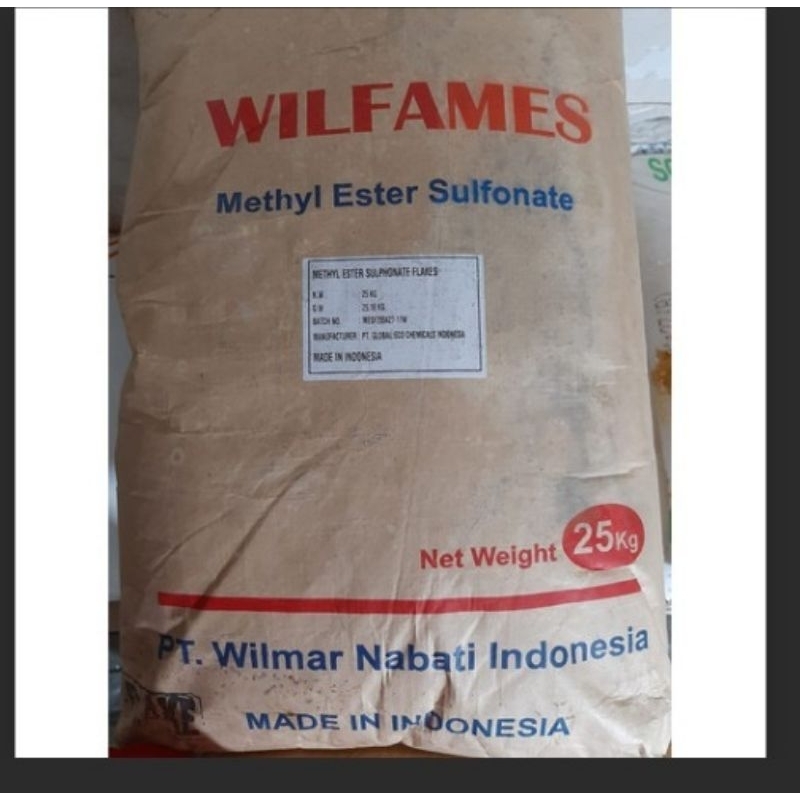 WILFAMES
Methyl Ester Sulfonate
METHYL ESTER SULPHONATE FLAKES
N.W 25 KG
G.W
BATCH NO.
MANUFACTURER : PT. GLOBAL ECO CHEMICALS INDONESIA
MADE IN INDONESIA
Net Weight 25Kg
PT. Wilmar Nabati Indonesia
MADE IN INDONESIA